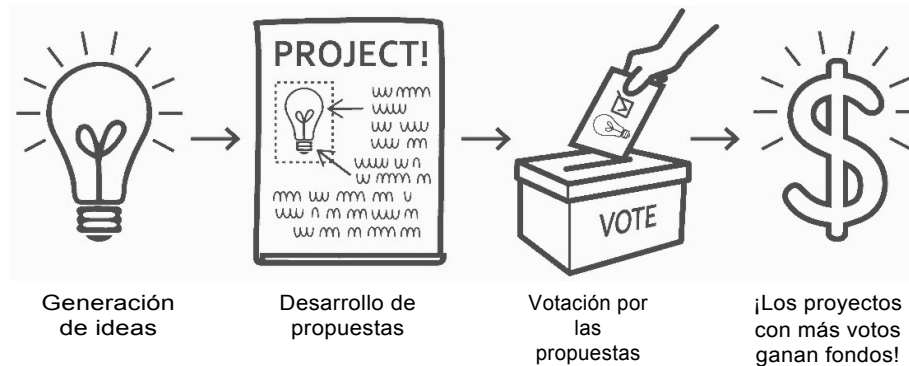 PROJECT!
VOTE
Generación
de ideas
Desarrollo de
propuestas
Votación por
las
propuestas
¡Los proyectos
con más votos
ganan fondos!